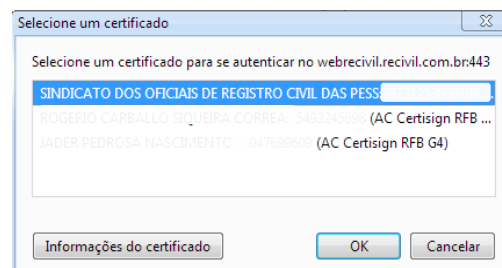 Selecione um certificado
Selecione um certificado para se autenticar no webrecivil.recivil.com.br:443
SINDICATO DOS OFICIAIS DE REGISTRO CIVIL DAS PESS:
ROGERIO CARBALLO SIQUEIRA CORREA: (AC Certisign RFB ...
JADER PEDROSA NASCIMENTO (AC Certisign RFB G4)
Informações do certificado
OK
Cancelar